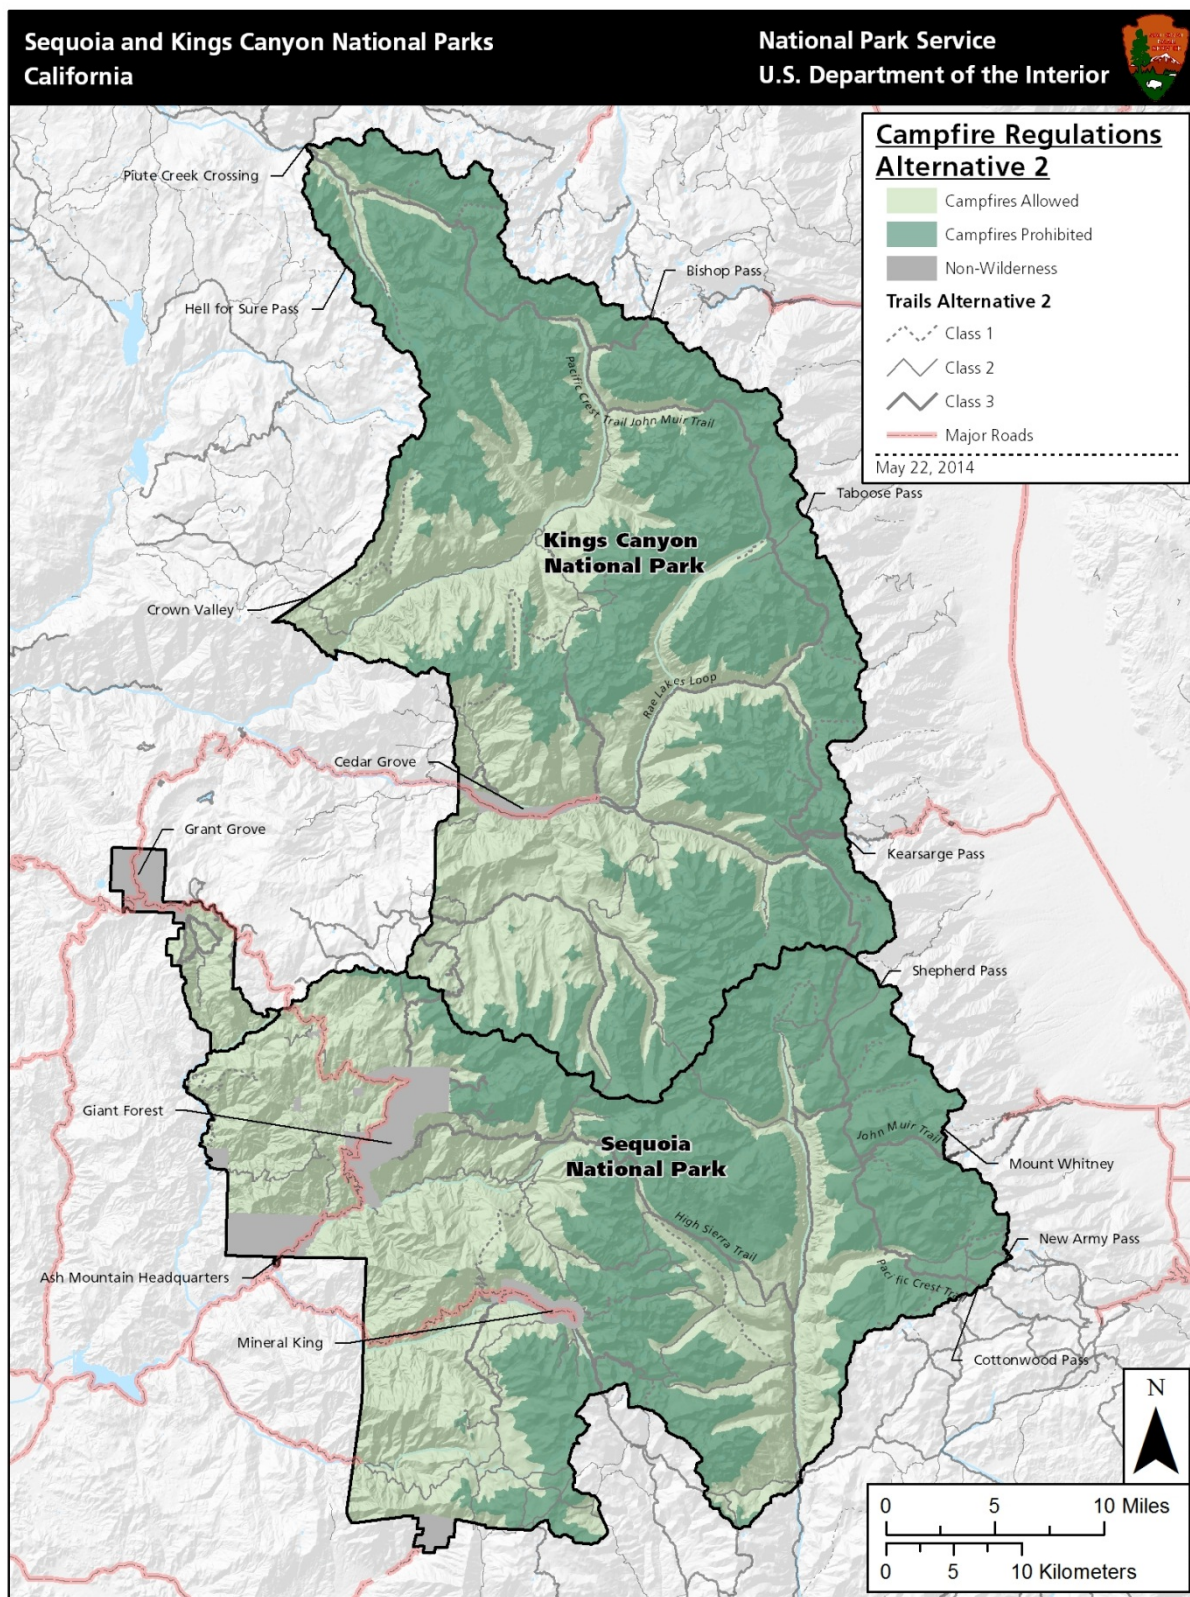 Sequoia and Kings Canyon National Parks
California
National Park Service
U.S. Department of the Interior
Campfire Regulations
Alternative 2
Campfires Allowed
Campfires Prohibited
Non-Wilderness
Trails Alternative 2
Class 1
Class 2
Class 3
Major Roads
May 22, 2014
Piute Creek Crossing
Bishop Pass
Hell for Sure Pass
Pacific Crest Trail
John Muir Trail
Taboose Pass
Kings Canyon
National Park
Crown Valley
Rae Lakes Loop
Cedar Grove
Grant Grove
Kearsarge Pass
Shepherd Pass
Giant Forest
John Muir Trail
Sequoia
National Park
Mount Whitney
High Sierra Trail
New Army Pass
Ash Mountain Headquarters
Pacific Crest Trail
Mineral King
Cottonwood Pass
N
0 5 10 Miles
0 5 10 Kilometers